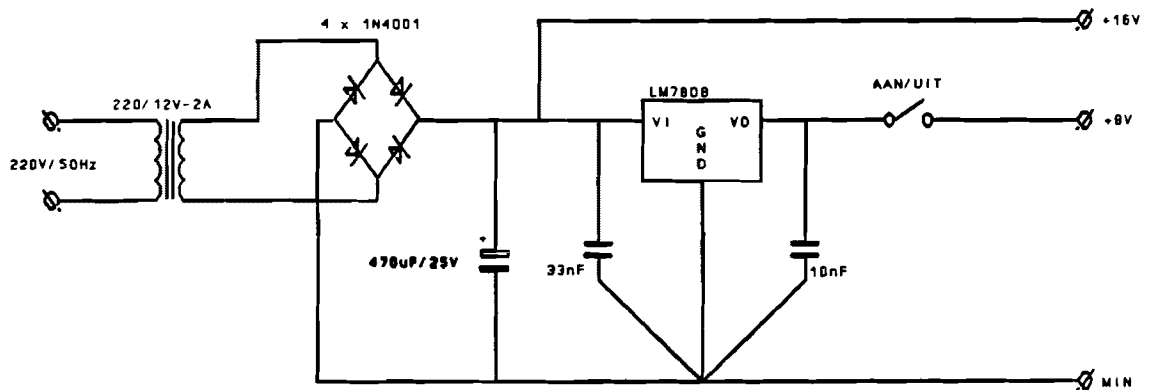 4 x 1N4001
+16V
220/12V-2A
LM7808
AAN/UIT
VI
VO
GND
+8V
220V/50Hz
+
470uF/25V
33nF
10nF
MIN